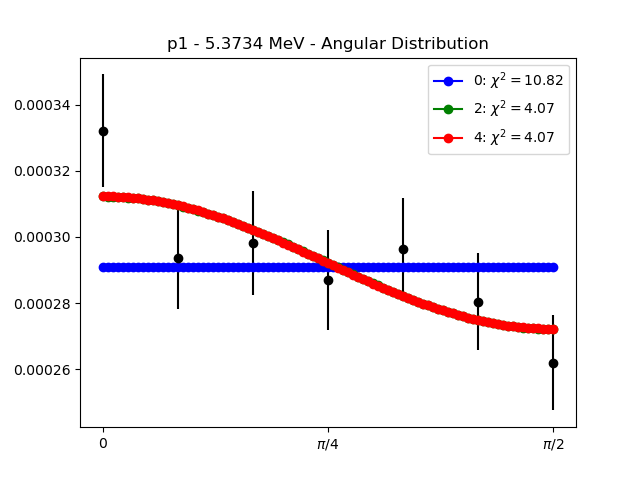 p1 - 5.3734 MeV - Angular Distribution
0: χ² = 10.82
2: χ² = 4.07
4: χ² = 4.07
0.00034
0.00032
0.00030
0.00028
0.00026
0 π/4 π/2